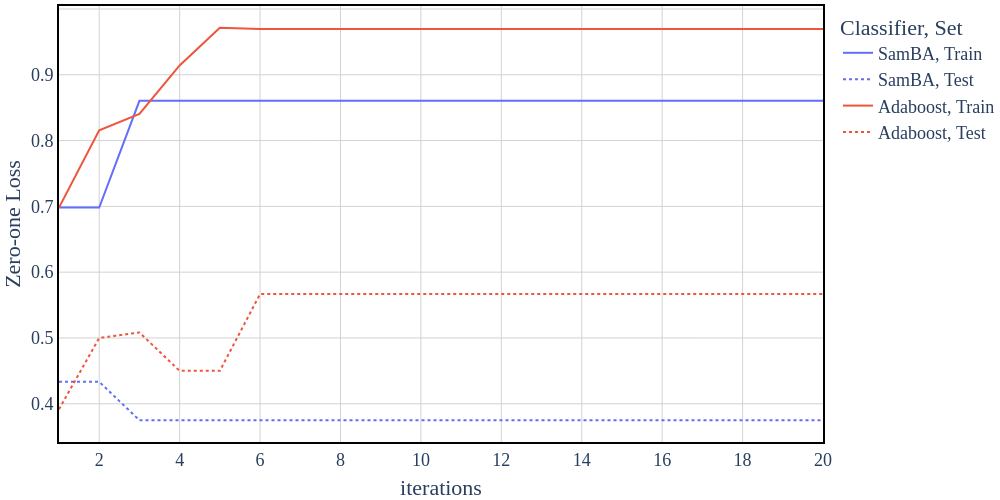 Classifier, Set
SamBA, Train
SamBA, Test
Adaboost, Train
Adaboost, Test
Zero-one Loss
0.9
0.8
0.7
0.6
0.5
0.4
2 4 6 8 10 12 14 16 18 20
iterations